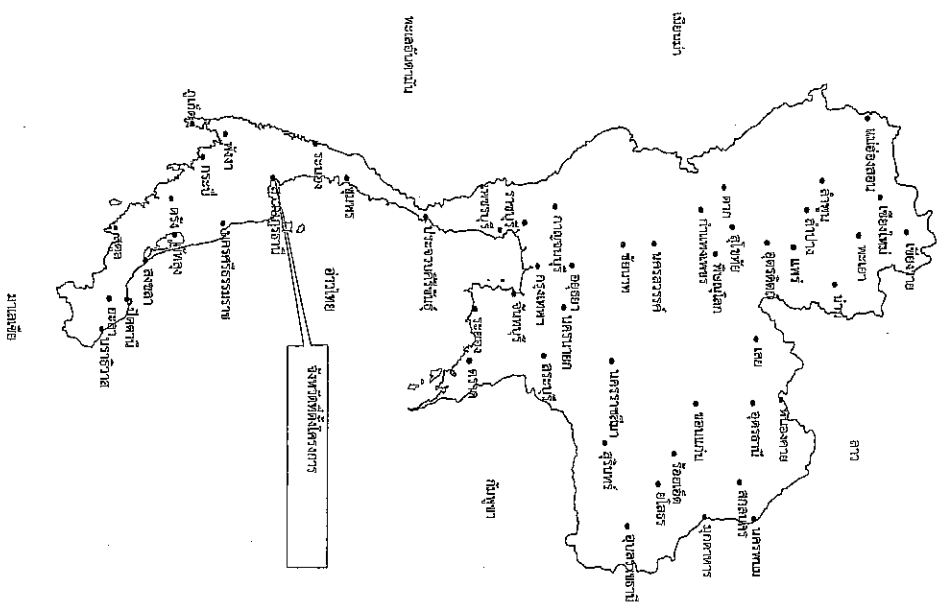 เชียงราย
เชียงใหม่
แม่ฮ่องสอน
พะเยา
น่าน
ลำพูน
ลำปาง
แพร่
อุตรดิตถ์
ตาก
สุโขทัย
พิษณุโลก
กำแพงเพชร
นครสวรรค์
ชัยนาท
ลาว
หนองคาย
เลย
อุดรธานี
นครพนม
สกลนคร
มุกดาหาร
ขอนแก่น
ร้อยเอ็ด
ยโสธร
อุบลราชธานี
นครราชสีมา
สุรินทร์
เมียนม่า
กาญจนบุรี
อยุธยา
นครนายก
สระบุรี
ราชบุรี
กรุงเทพฯ
เพชรบุรี
จันทบุรี
ระยอง
ตราด
กัมพูชา
ประจวบคีรีขันธ์
ทะเลอันดามัน
ชุมพร
ระนอง
อ่าวไทย
สุราษฎร์ธานี
จังหวัดที่ตั้งโครงการ
นครศรีธรรมราช
พังงา
ภูเก็ต
กระบี่
ตรัง
พัทลุง
สงขลา
สตูล
ปัตตานี
ยะลา
นราธิวาส
มาเลเซีย